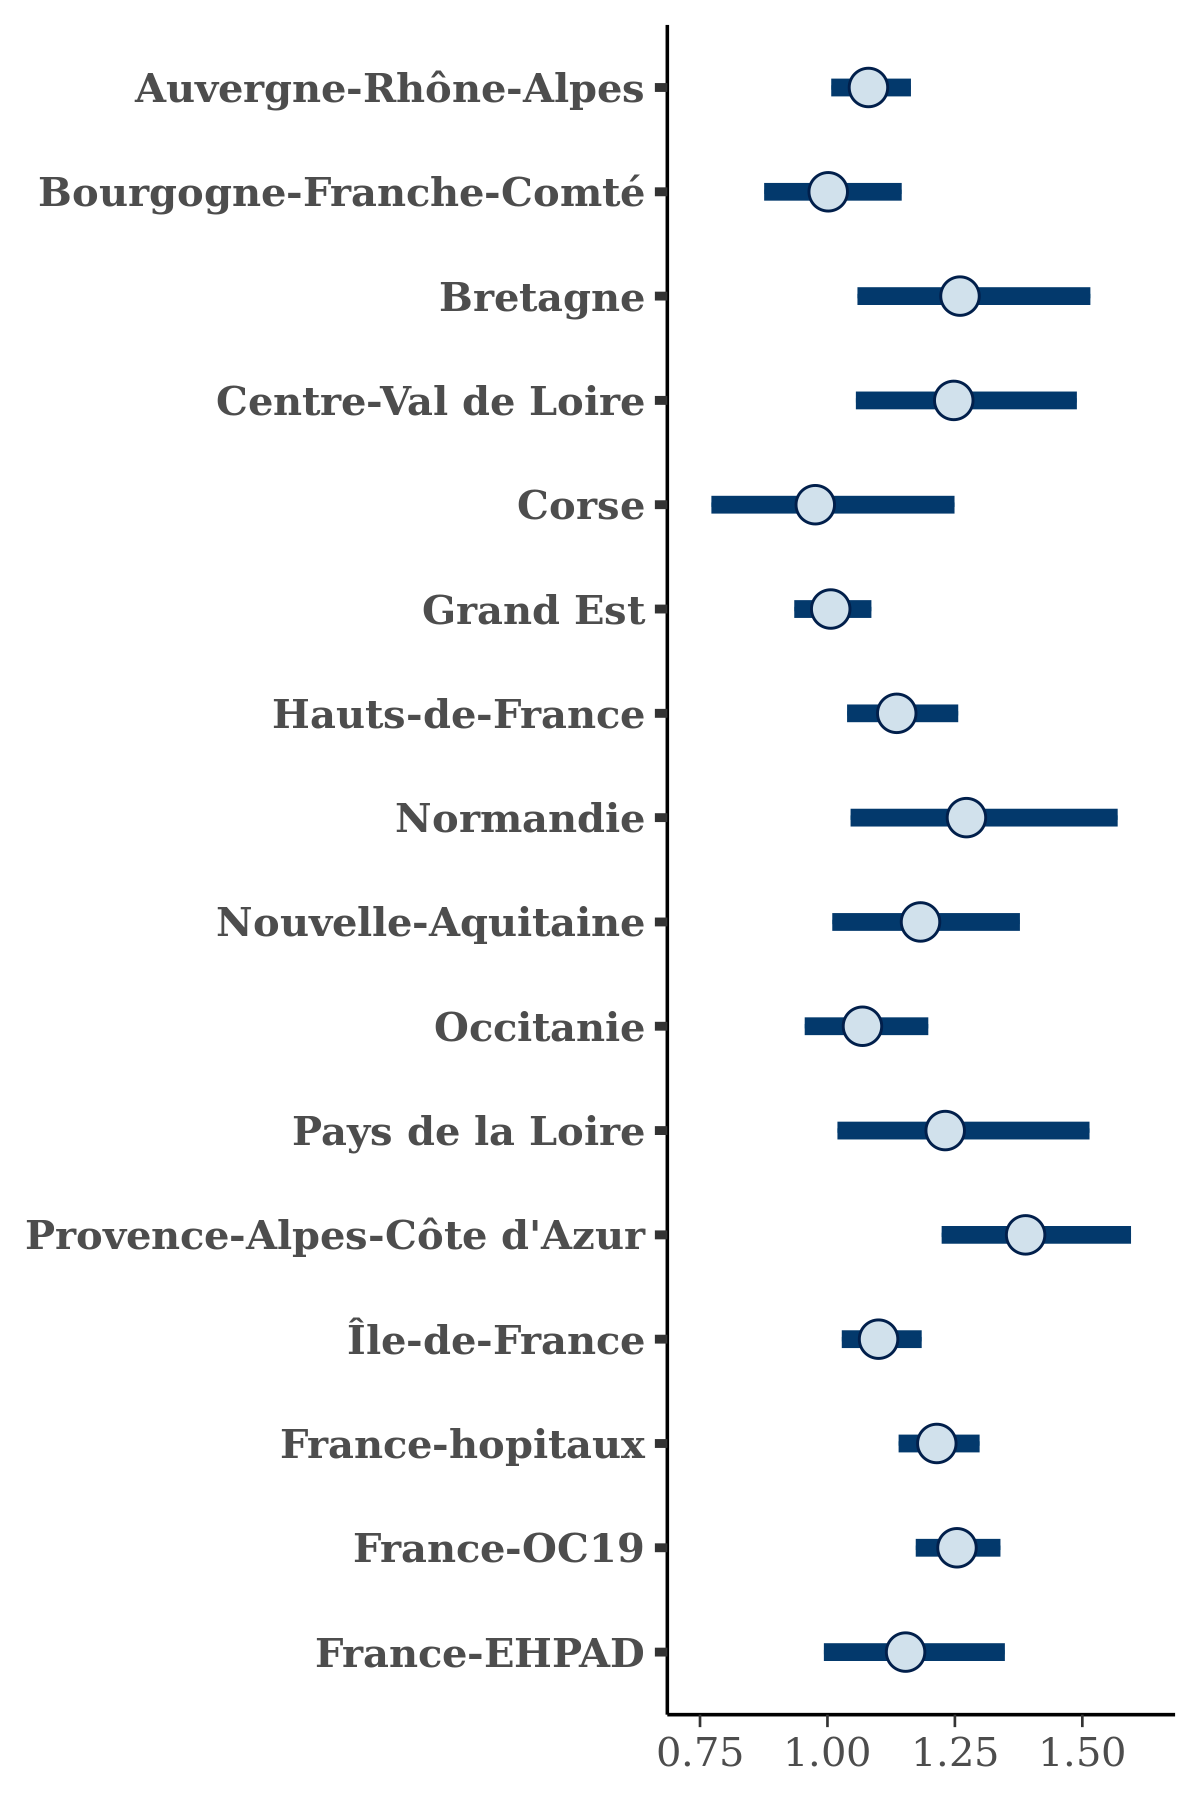 Auvergne-Rhône-Alpes
Bourgogne-Franche-Comté
Bretagne
Centre-Val de Loire
Corse
Grand Est
Hauts-de-France
Normandie
Nouvelle-Aquitaine
Occitanie
Pays de la Loire
Provence-Alpes-Côte d'Azur
Île-de-France
France-hopitaux
France-OC19
France-EHPAD
0.75 1.00 1.25 1.50